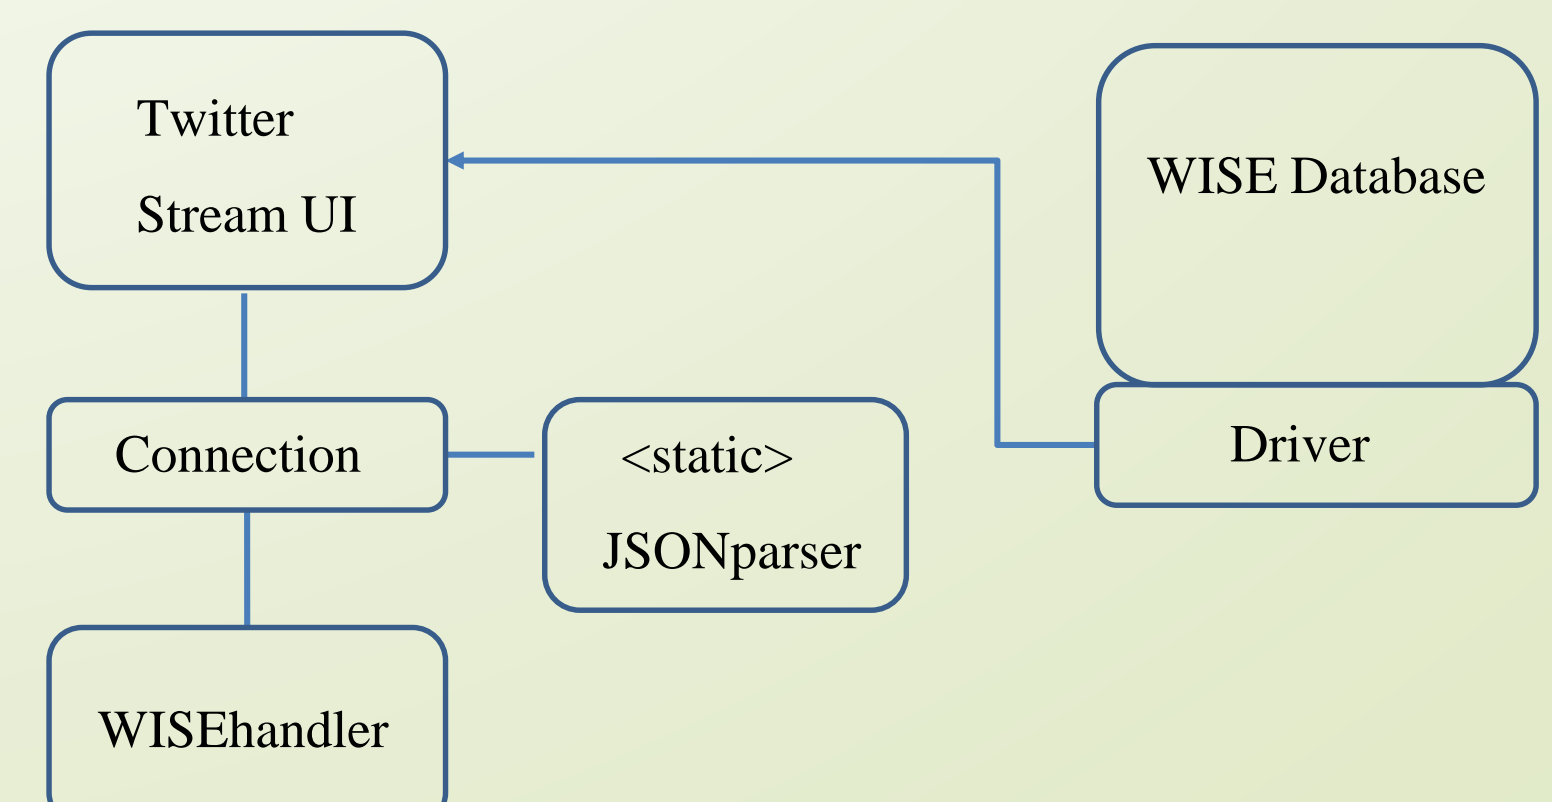 Twitter
Stream UI
WISE Database
Connection
<static>
JSONparser
Driver
WISEhandler